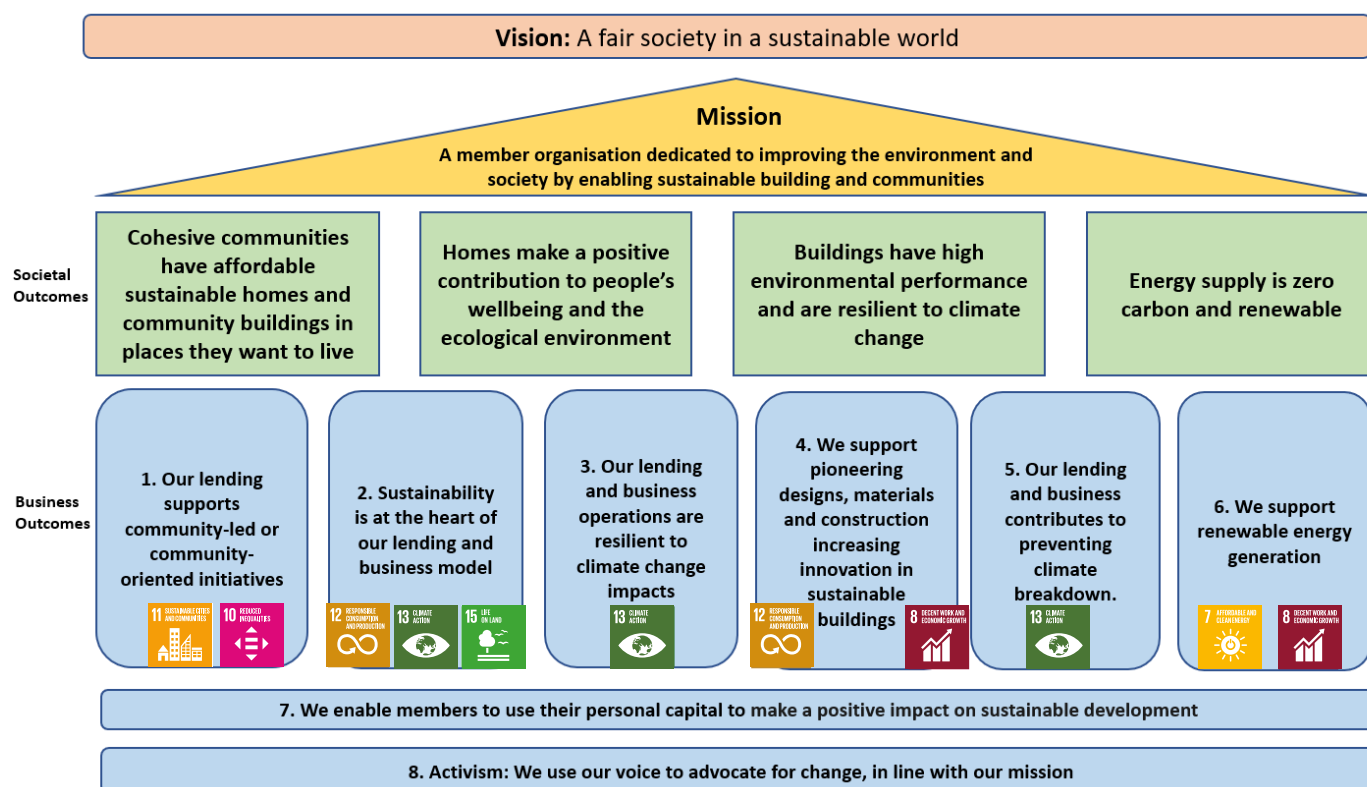 Vision: A fair society in a sustainable world
Mission
A member organisation dedicated to improving the environment and
society by enabling sustainable building and communities
Societal
Outcomes
Cohesive communities
have affordable
sustainable homes and
community buildings in
places they want to live
Homes make a positive
contribution to people’s
wellbeing and the
ecological environment
Buildings have high
environmental performance
and are resilient to climate
change
Energy supply is zero
carbon and renewable
Business
Outcomes
1. Our lending
supports
community-led or
community-
oriented initiatives
11 SUSTAINABLE CITIES
AND COMMUNITIES
10 REDUCED
INEQUALITIES
2. Sustainability
is at the heart of
our lending and
business model
12 RESPONSIBLE
CONSUMPTION
AND PRODUCTION
13 CLIMATE
ACTION
15 LIFE
ON LAND
3. Our lending
and business
operations are
resilient to
climate change
impacts
13 CLIMATE
ACTION
4. We support
pioneering
designs, materials
and construction
increasing
innovation in
sustainable
buildings
12 RESPONSIBLE
CONSUMPTION
AND PRODUCTION
8 DECENT WORK AND
ECONOMIC GROWTH
5. Our lending
and business
contributes to
preventing
climate
breakdown.
13 CLIMATE
ACTION
6. We support
renewable energy
generation
7 AFFORDABLE AND
CLEAN ENERGY
8 DECENT WORK AND
ECONOMIC GROWTH
7. We enable members to use their personal capital to make a positive impact on sustainable development
8. Activism: We use our voice to advocate for change, in line with our mission